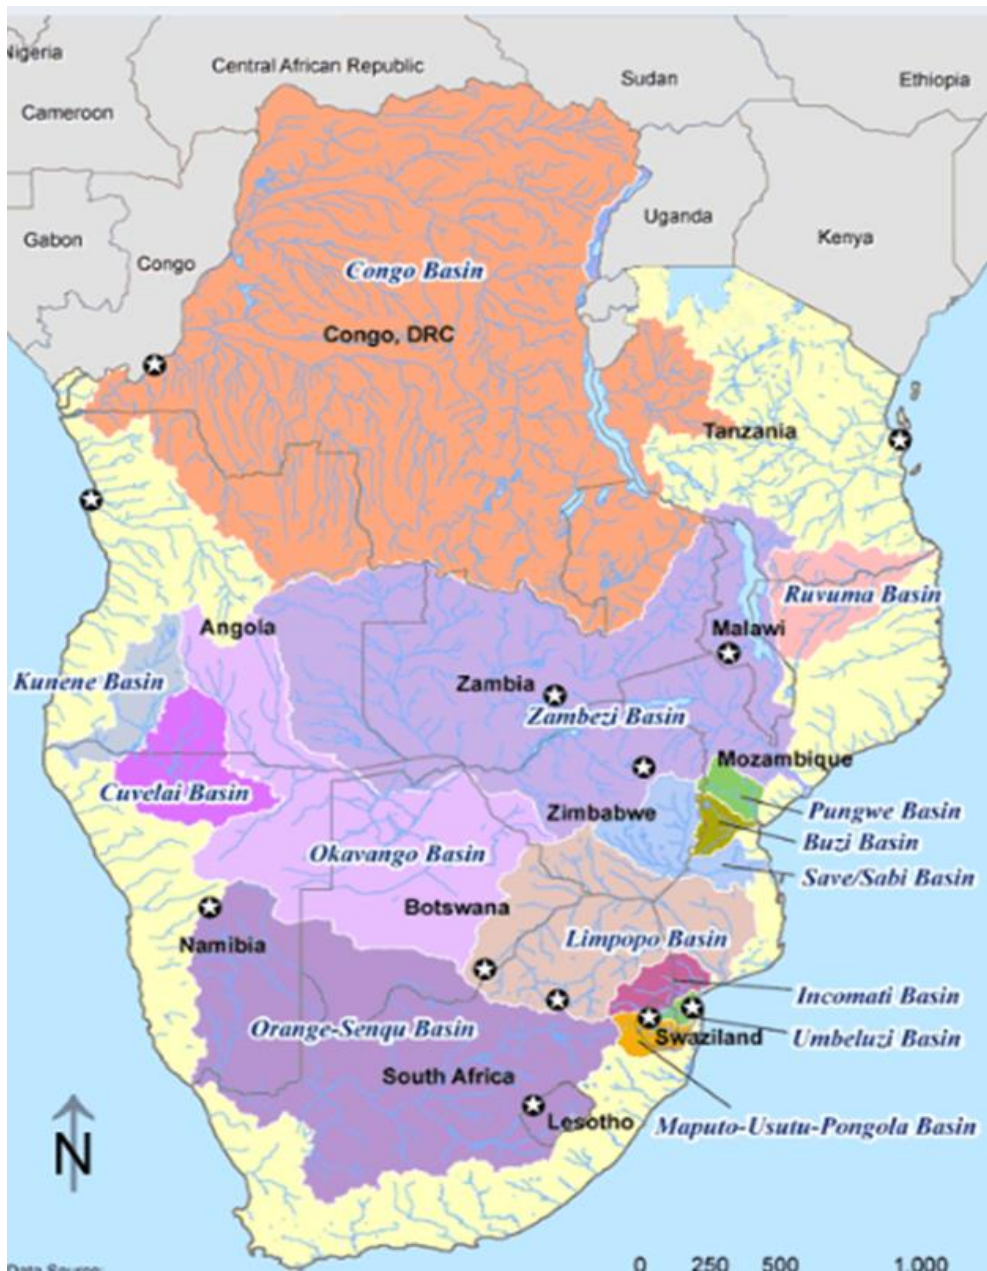 Nigeria
Central African Republic
Sudan
Ethiopia
Cameroon
Uganda
Gabon
Kenya
Congo
Congo Basin
Congo, DRC
Tanzania
Ruvuma Basin
Angola
Malawi
Kunene Basin
Zambia
Zambezi Basin
Mozambique
Cuvelai Basin
Zimbabwe
Pungwe Basin
Buzi Basin
Okavango Basin
Save/Sabi Basin
Botswana
Namibia
Limpopo Basin
Incomati Basin
Orange-Senqu Basin
Swaziland
Umbeluzi Basin
South Africa
Lesotho
Maputo-Usutu-Pongola Basin
N
Data Source:
0 250 500 1,000